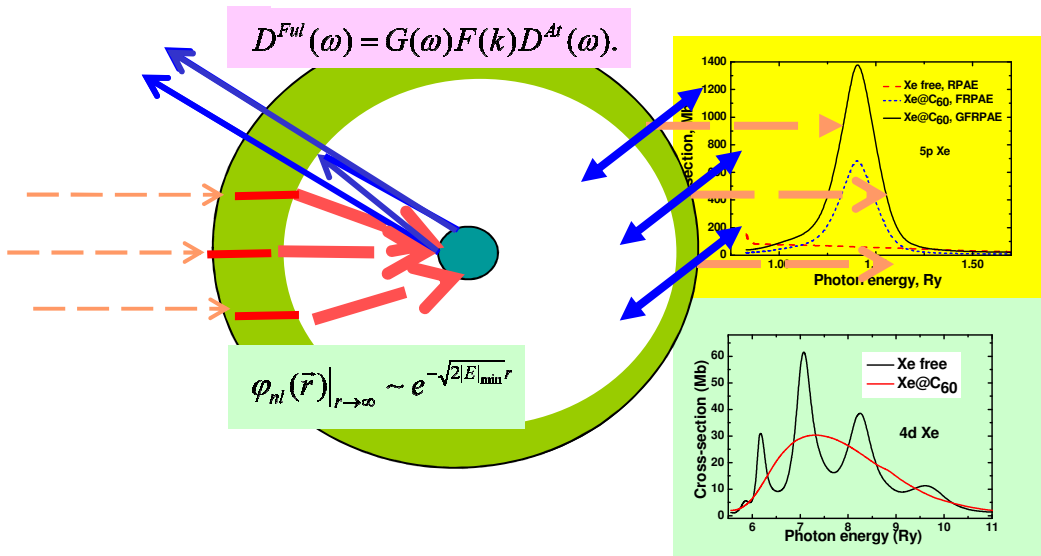 D^{Ful}(ω) = G(ω)F(k)D^{At}(ω).
1400
1200
1000
800
600
400
200
0
1.00
1.50
Photon energy, Ry
Xe free, RPAE
Xe@C₆₀, FRPAE
Xe@C₆₀, GFRPAE
5p Xe
φ_{nl}(\vec{r})|_{r→∞} ~ e^{-\sqrt{2|E|_{min}} r}
Cross-section (Mb)
60
50
40
30
20
10
0
6 7 8 9 10 11
Photon energy (Ry)
Xe free
Xe@C₆₀
4d Xe